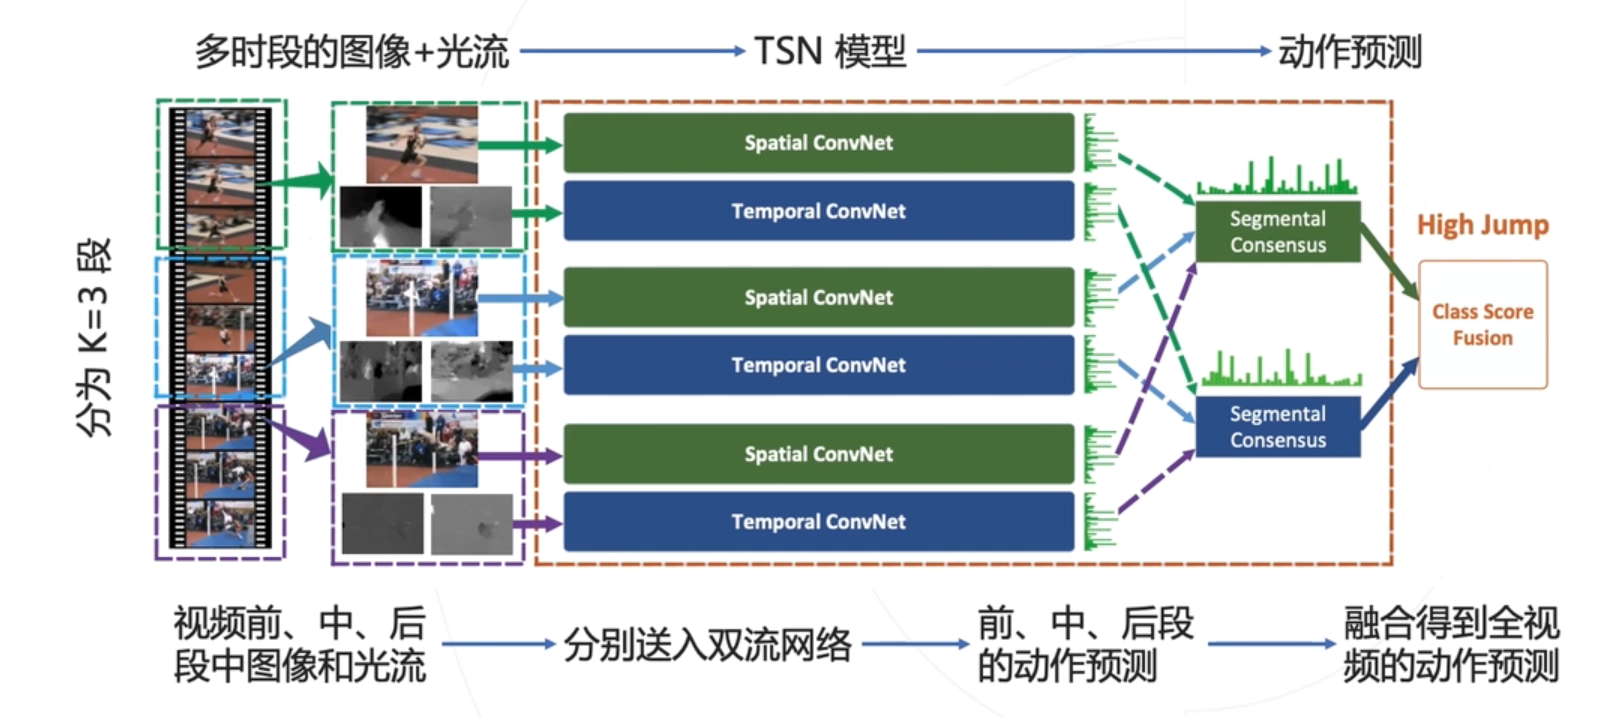 多时段的图像+光流
TSN 模型
动作预测
分为 K=3 段
Spatial ConvNet
Temporal ConvNet
Spatial ConvNet
Temporal ConvNet
Spatial ConvNet
Temporal ConvNet
Segmental
Consensus
Segmental
Consensus
High Jump
Class Score
Fusion
视频前、中、后
段中图像和光流
分别送入双流网络
前、中、后段
的动作预测
融合得到全视
频的动作预测